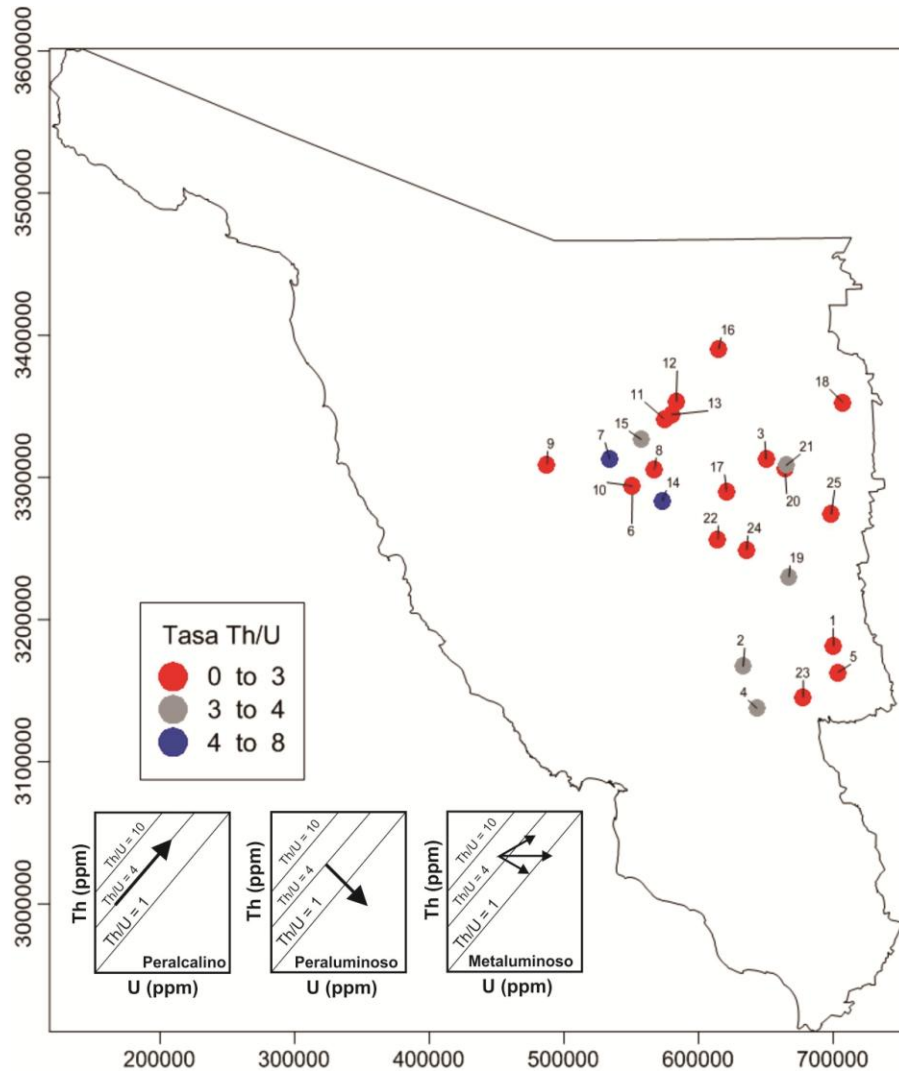 3600000
3500000
3400000
3300000
3200000
3100000
3000000
16
12
18
11
13
15
9
7
8
3
21
10
14
17
20
25
6
22
24
19
2
1
5
23
4
Tasa Th/U
0 to 3
3 to 4
4 to 8
Th (ppm)
Th/U = 10
Th/U = 4
Th/U = 1
Peralcalino
U (ppm)
Th (ppm)
Th/U = 10
Th/U = 4
Th/U = 1
Peraluminoso
U (ppm)
Th (ppm)
Th/U = 10
Th/U = 4
Th/U = 1
Metaluminoso
U (ppm)
200000 300000 400000 500000 600000 700000